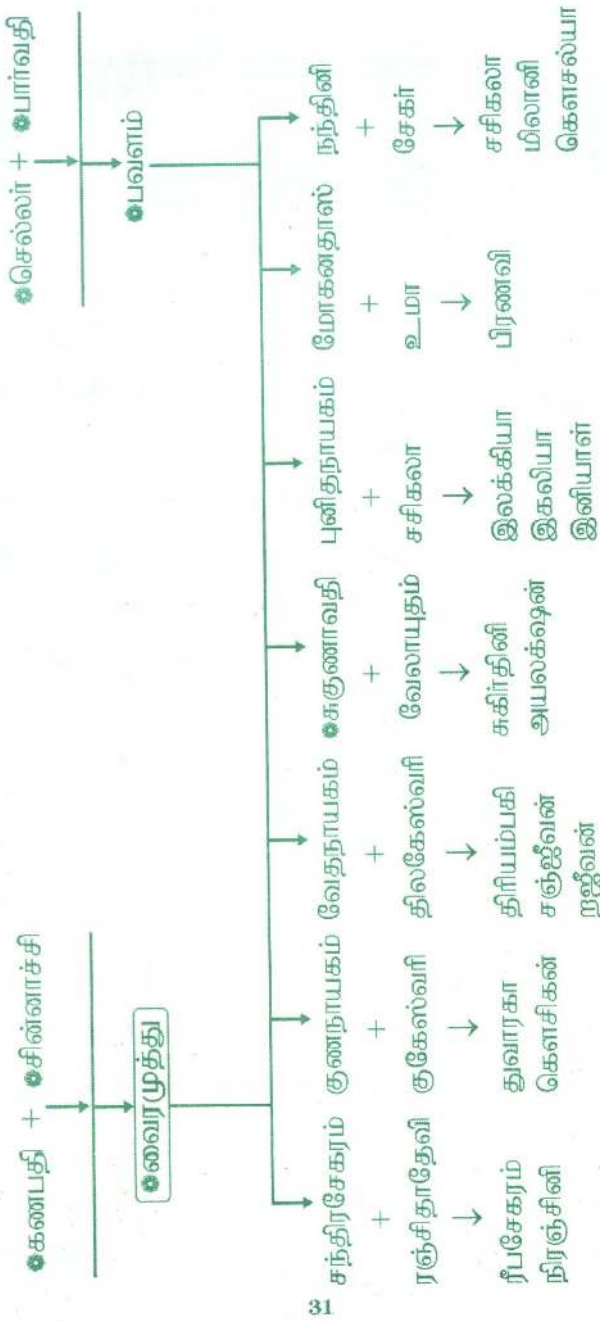 ❁கணபதி + ❁சின்னாச்சி
❁செல்லர் + ❁பார்வதி
❁வைரமுத்து
❁பவளம்
சந்திரசேகரம்
+
ரஞ்சிதாதேவி
→
ரீபசேகரம்
நிரஞ்சினி
குணநாயகம்
+
குகேஸ்வரி
→
துவாரகா
கௌசிகன்
வேதநாயகம்
+
திலகேஸ்வரி
→
திரியம்பகி
சஞ்ஜீவன்
றஜீவன்
❁சுகுணாவதி
+
வேலாயுதம்
→
சுகிர்தினி
அயலக்ஷன்
புனிதநாயகம்
+
சசிகலா
→
இலக்கியா
இகலியா
இனியாள்
மோகனதாஸ்
+
உமா
→
பிரணவி
நந்தினி
+
சேகர்
→
சசிகலா
மிலானி
கௌசல்யா
31